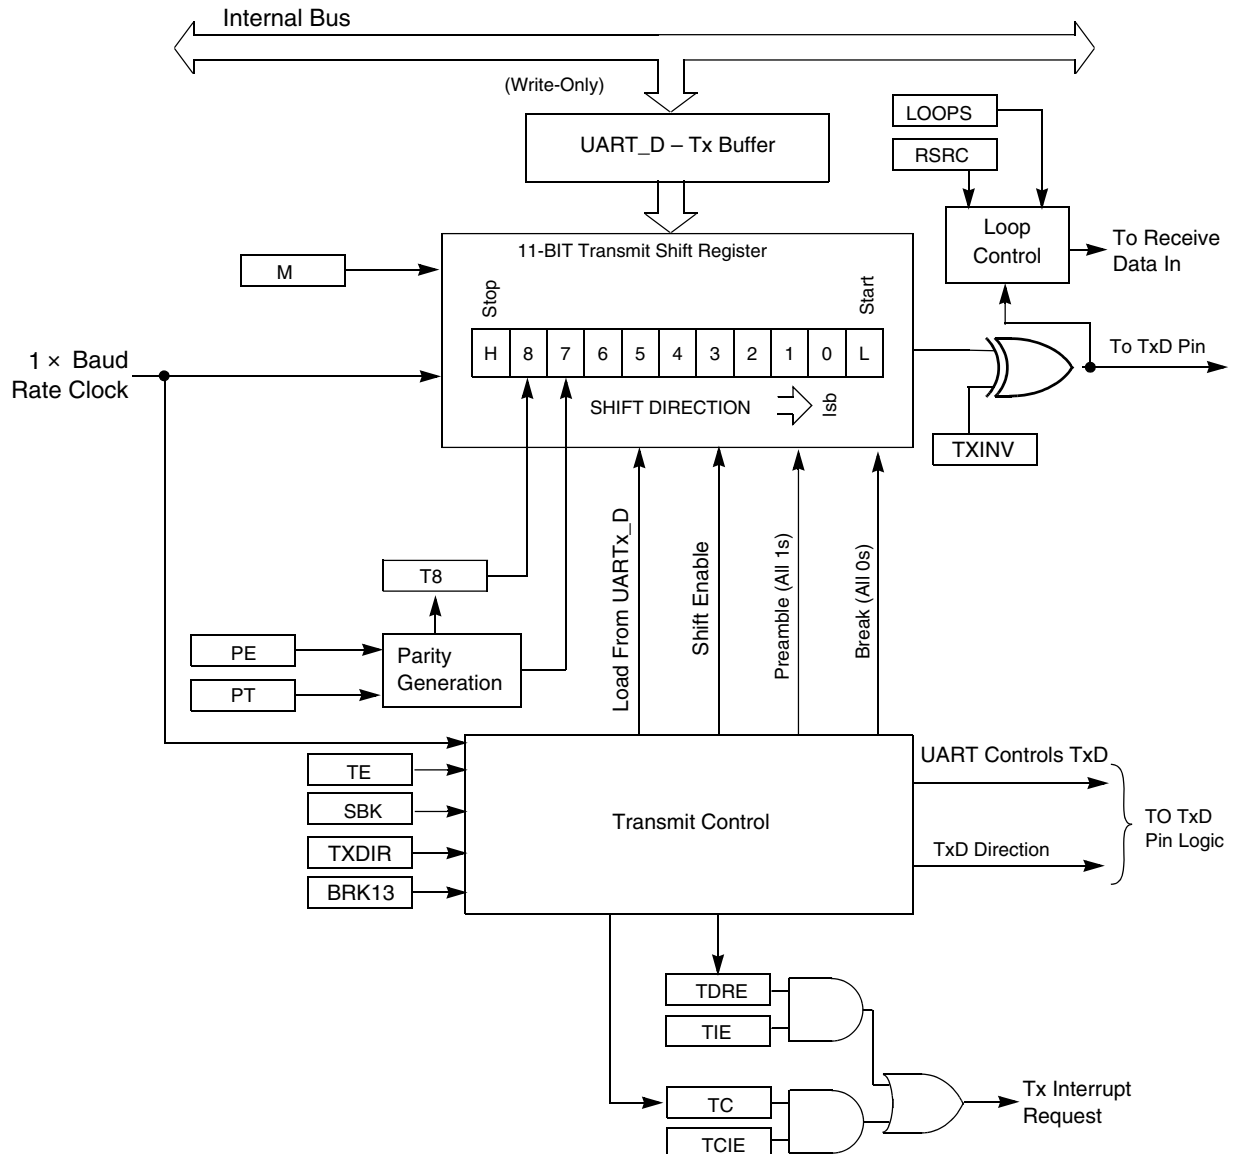 Internal Bus
(Write-Only)
UART_D – Tx Buffer
LOOPS
RSRC
Loop
Control
To Receive
Data In
11-BIT Transmit Shift Register
M
Stop
Start
H 8 7 6 5 4 3 2 1 0 L
1 × Baud
Rate Clock
To TxD Pin
SHIFT DIRECTION
lsb
TXINV
T8
PE
PT
Parity
Generation
Load From UARTx_D
Shift Enable
Preamble (All 1s)
Break (All 0s)
TE
SBK
TXDIR
BRK13
Transmit Control
UART Controls TxD
TxD Direction
TO TxD
Pin Logic
TDRE
TIE
TC
TCIE
Tx Interrupt
Request